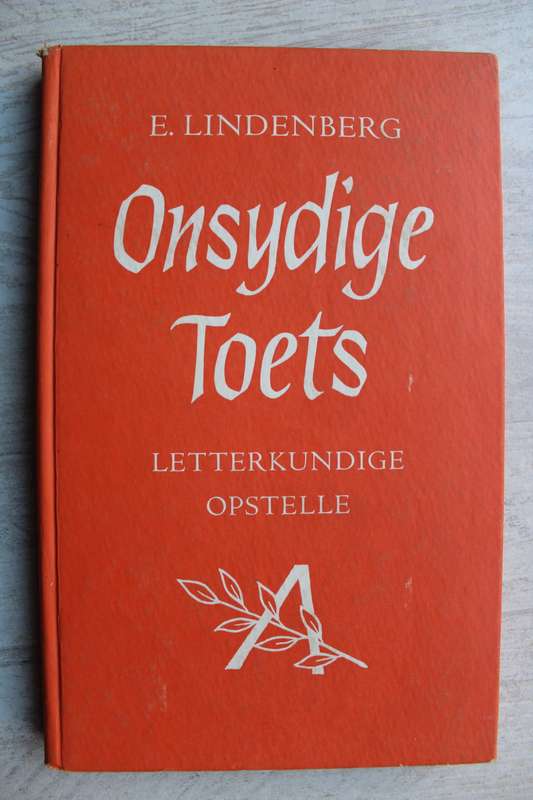 E. LINDENBERG
Onsydige
Toets
LETTERKUNDIGE
OPSTELLE
A